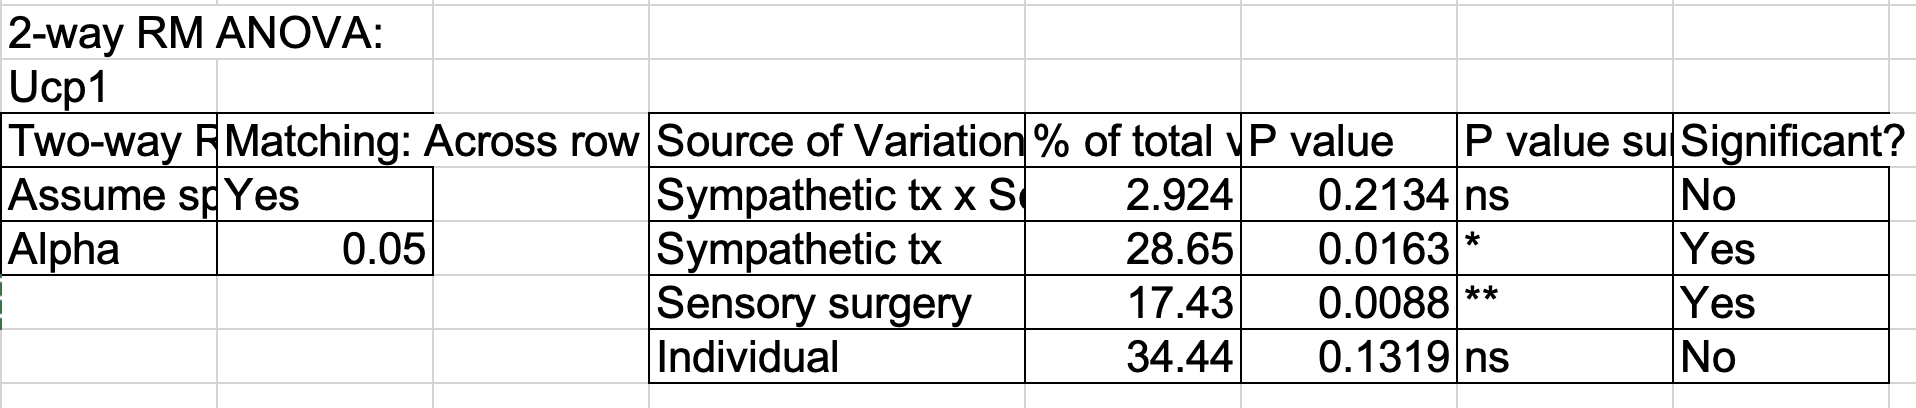 2-way RM ANOVA:
Ucp1
Two-way Matching: Across row Source of Variation % of total P value P value Significant?
Assume Yes Sympathetic tx x 2.924 0.2134 ns No
Alpha 0.05 Sympathetic tx 28.65 0.0163 * Yes
Sensory surgery 17.43 0.0088 ** Yes
Individual 34.44 0.1319 ns No